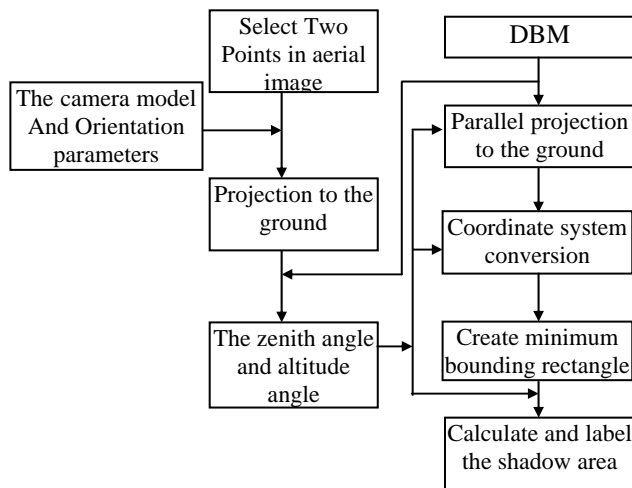 Select Two
Points in aerial
image
The camera model
And Orientation
parameters
Projection to the
ground
The zenith angle
and altitude
angle
DBM
Parallel projection
to the ground
Coordinate system
conversion
Create minimum
bounding rectangle
Calculate and label
the shadow area